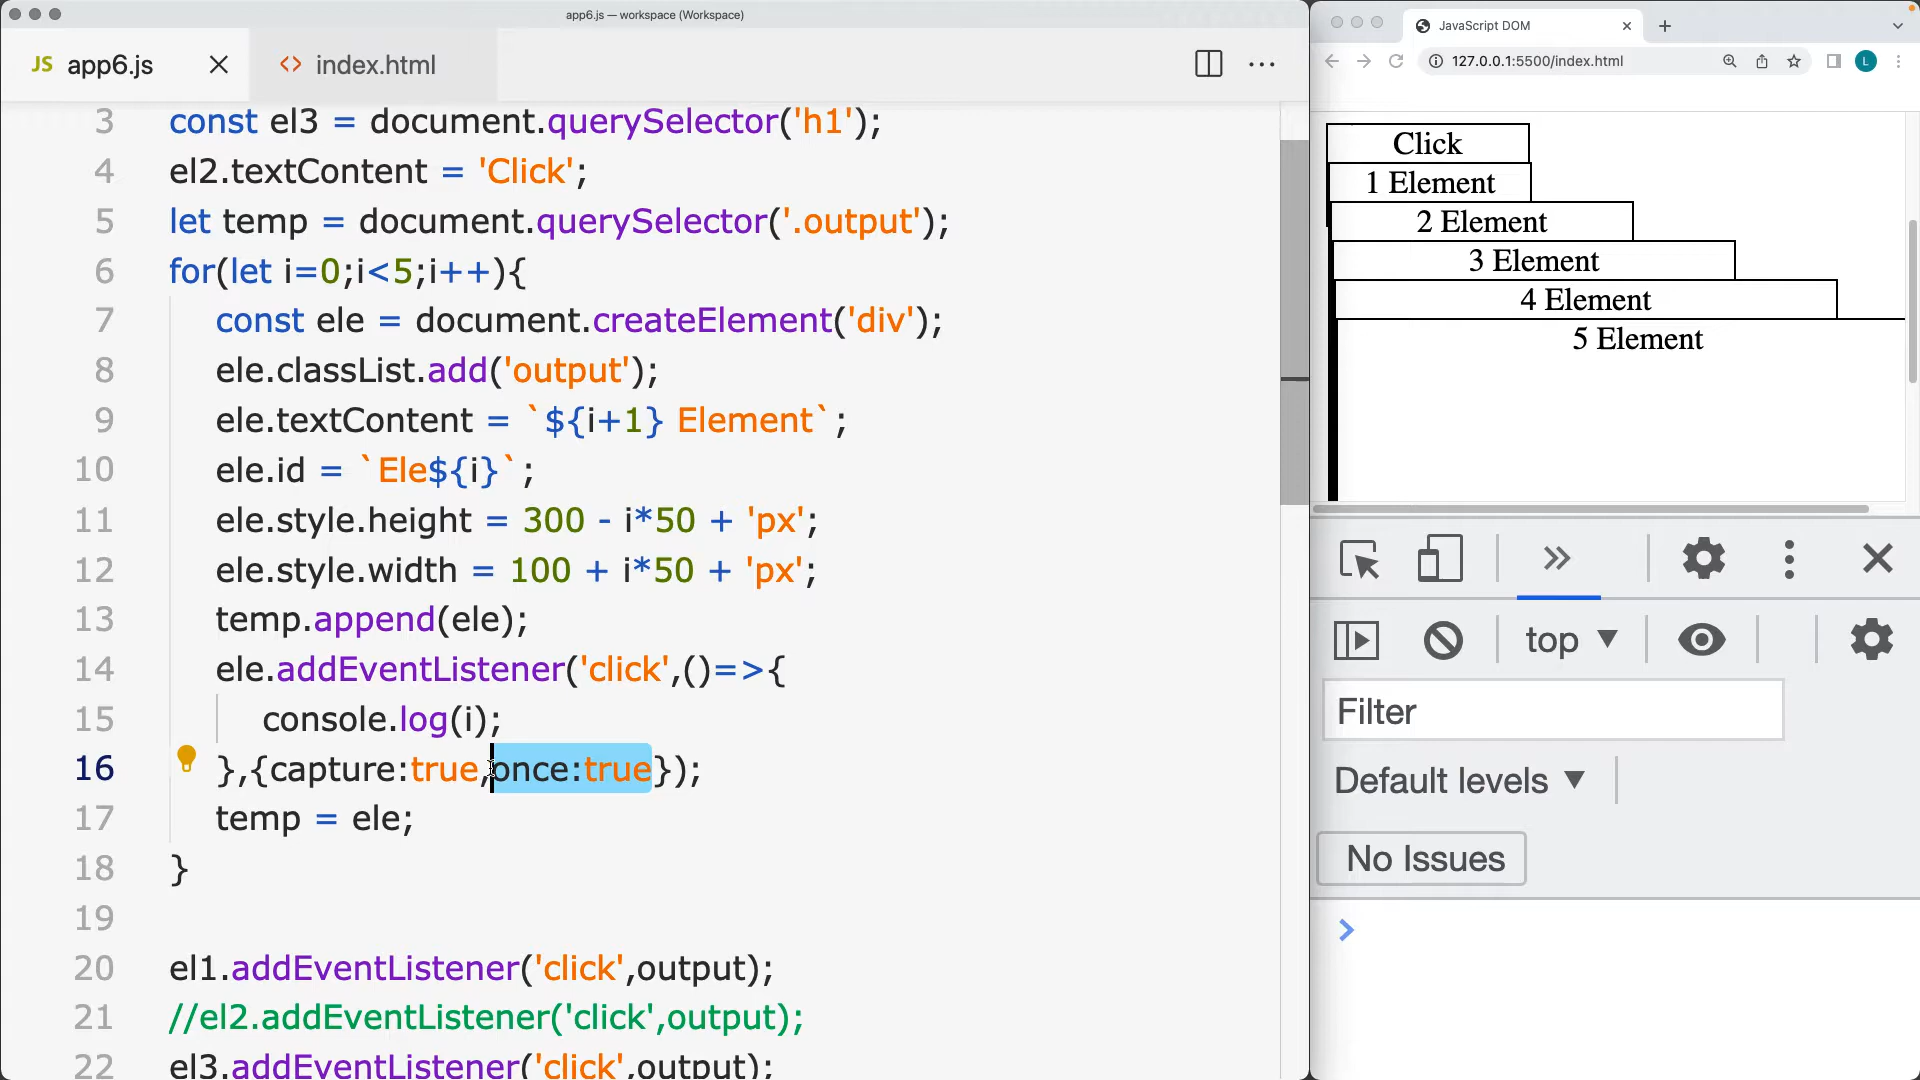 app6.js — workspace (Workspace)
JS app6.js
<> index.html
3 const el3 = document.querySelector('h1');
4 el2.textContent = 'Click';
5 let temp = document.querySelector('.output');
6 for(let i=0;i<5;i++){
7 const ele = document.createElement('div');
8 ele.classList.add('output');
9 ele.textContent = `${i+1} Element`;
10 ele.id = `Ele${i}`;
11 ele.style.height = 300 - i*50 + 'px';
12 ele.style.width = 100 + i*50 + 'px';
13 temp.append(ele);
14 ele.addEventListener('click',()=>{
15 console.log(i);
16 },{capture:true,once:true});
17 temp = ele;
18 }
19
20 el1.addEventListener('click',output);
21 //el2.addEventListener('click',output);
22 el3.addEventListener('click',output);
JavaScript DOM
127.0.0.1:5500/index.html
L
Click
1 Element
2 Element
3 Element
4 Element
5 Element
top
Filter
Default levels
No Issues